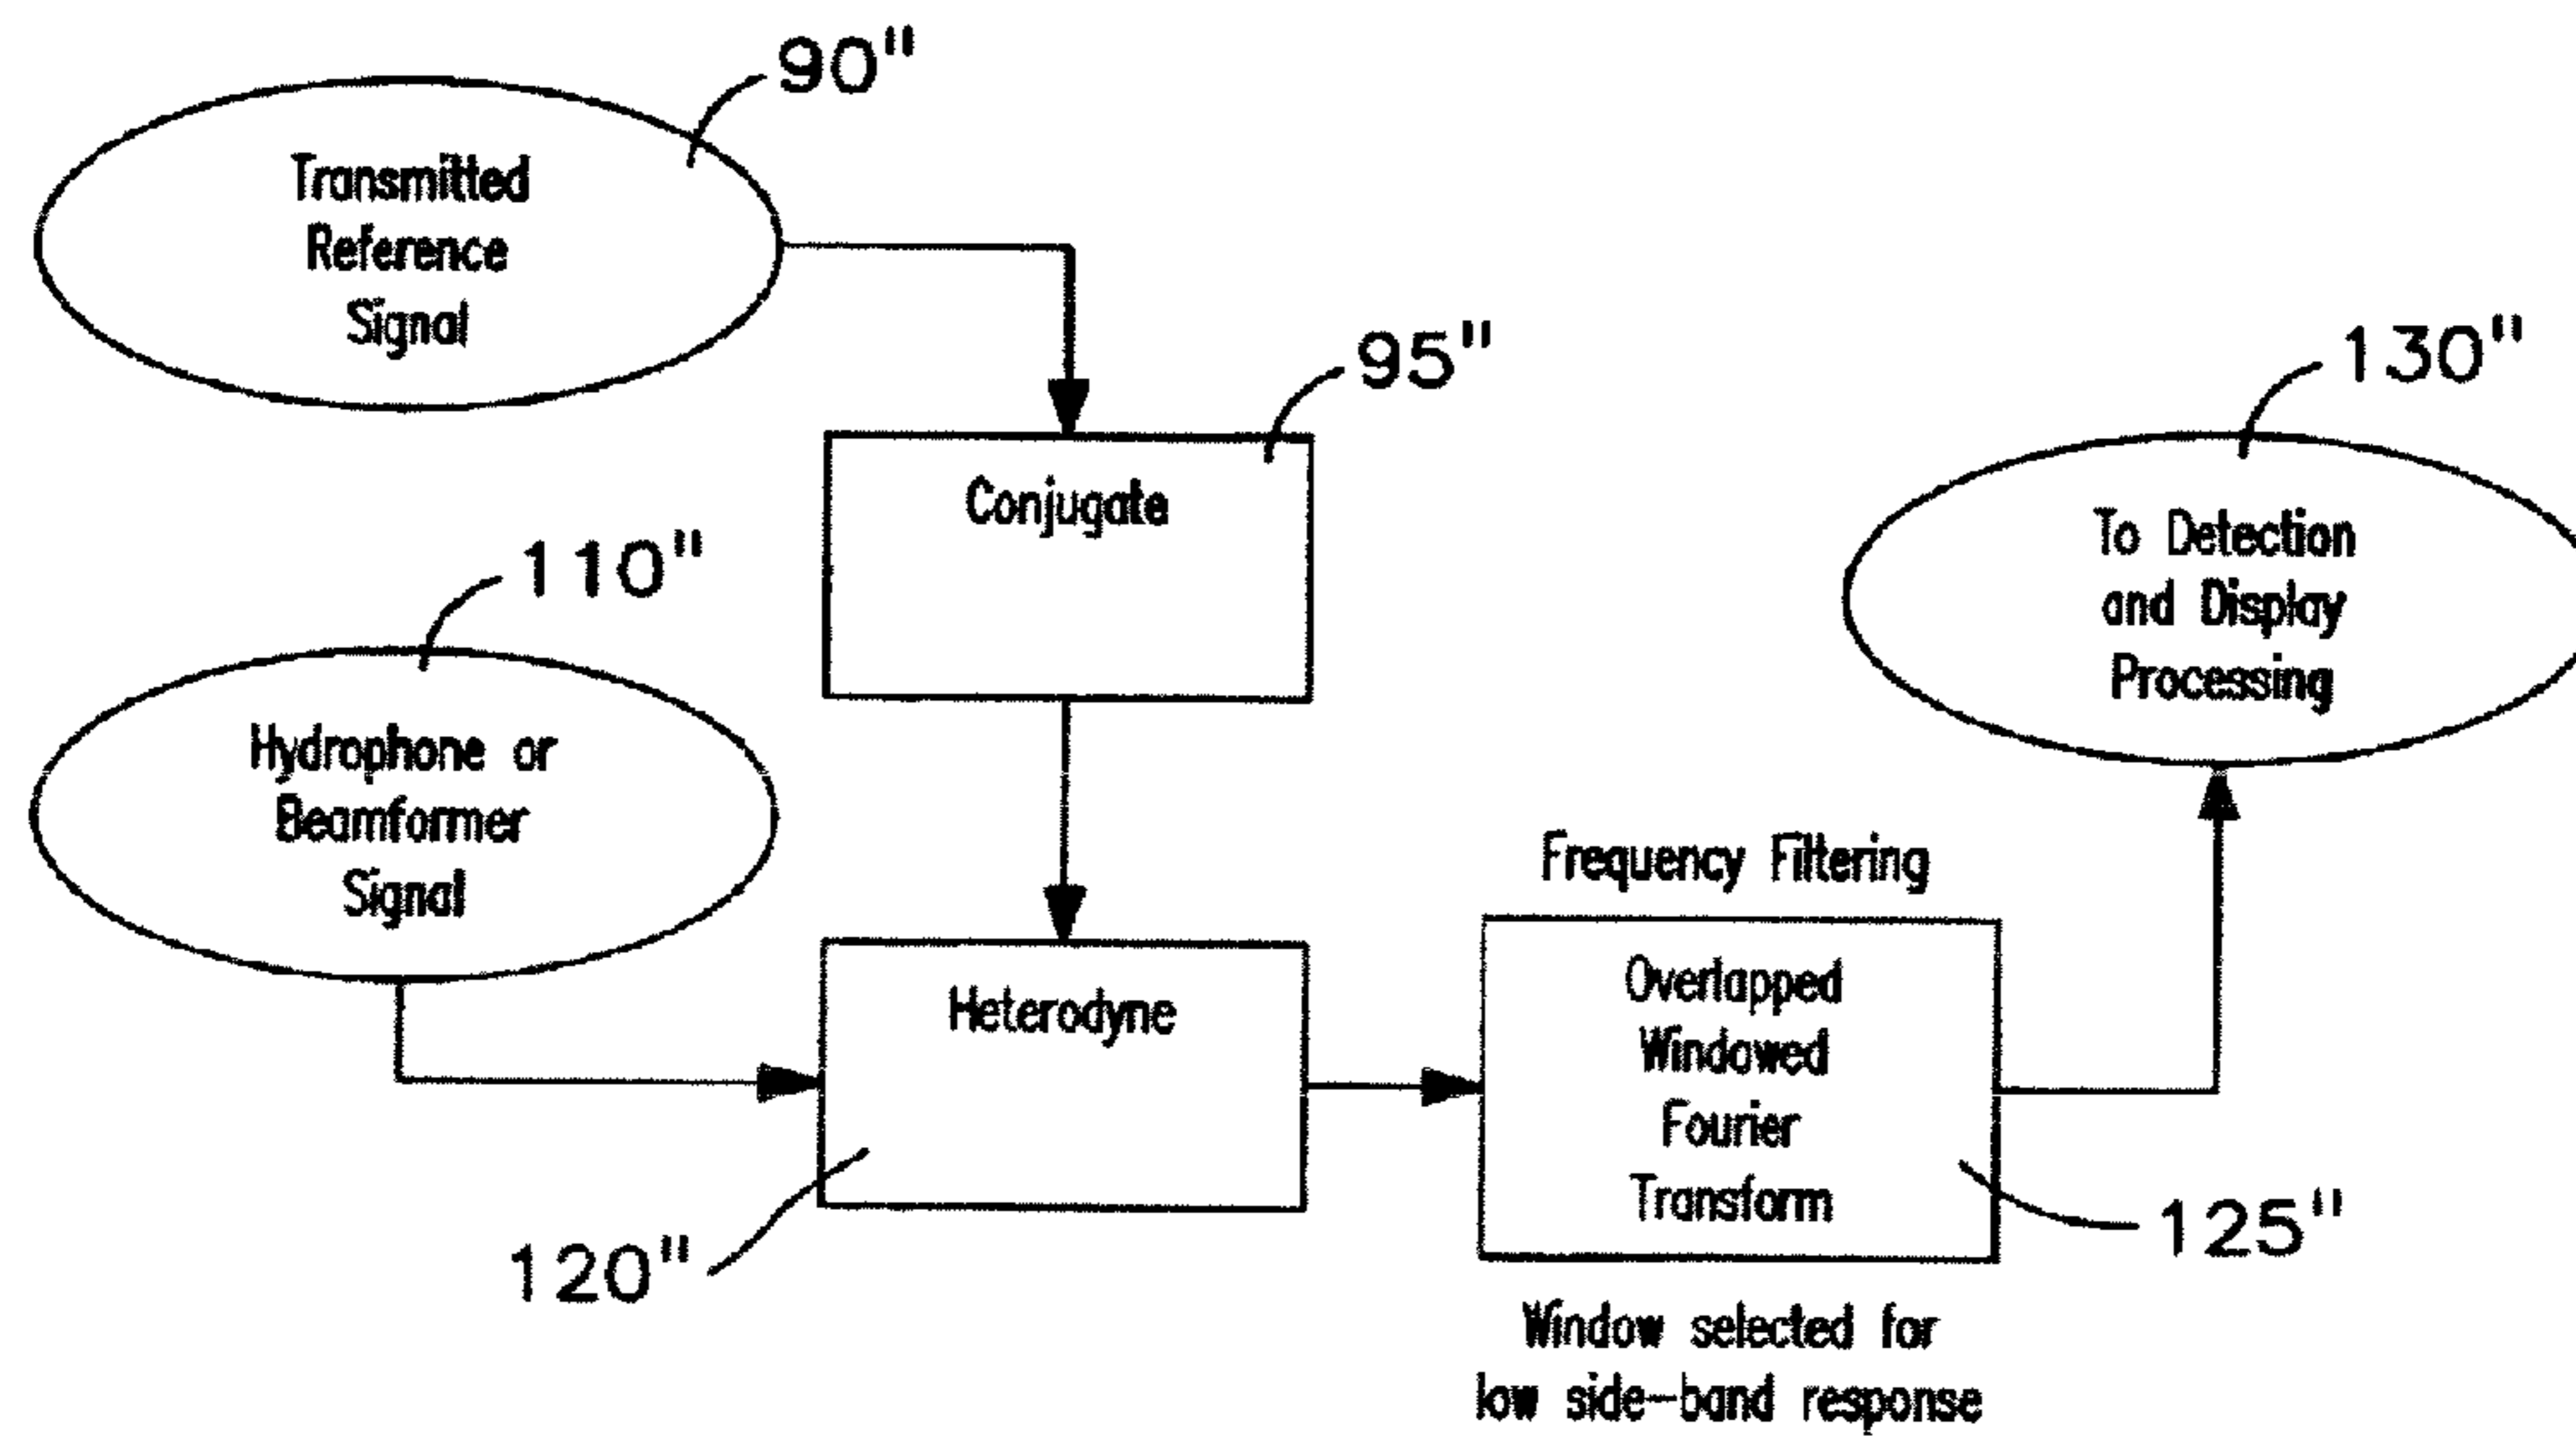 90"
Transmitted
Reference
Signal
95"
Conjugate
130"
To Detection
and Display
Processing
110"
Hydrophone or
Beamformer
Signal
Frequency Filtering
Heterodyne
120"
Overlapped
Windowed
Fourier
Transform
125"
Window selected for
low side-band response